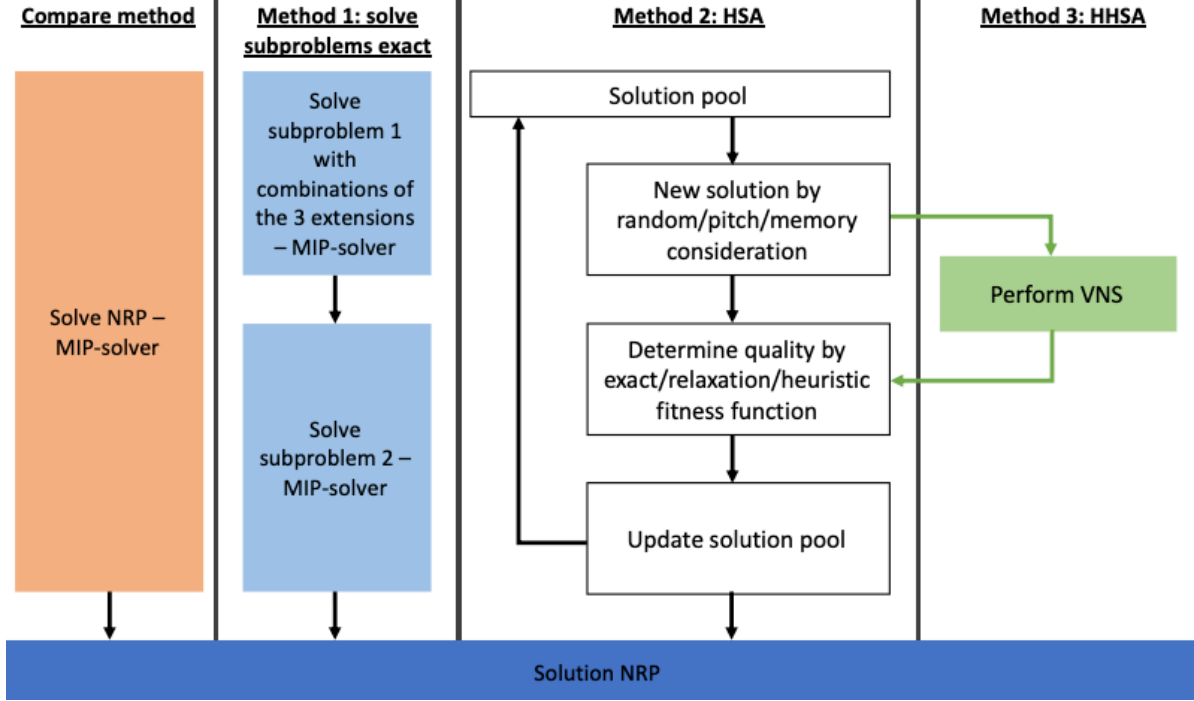 Compare method
Method 1: solve
subproblems exact
Method 2: HSA
Method 3: HHSA
Solve NRP –
MIP-solver
Solve
subproblem 1
with
combinations of
the 3 extensions
– MIP-solver
Solve
subproblem 2 –
MIP-solver
Solution pool
New solution by
random/pitch/memory
consideration
Determine quality by
exact/relaxation/heuristic
fitness function
Update solution pool
Perform VNS
Solution NRP